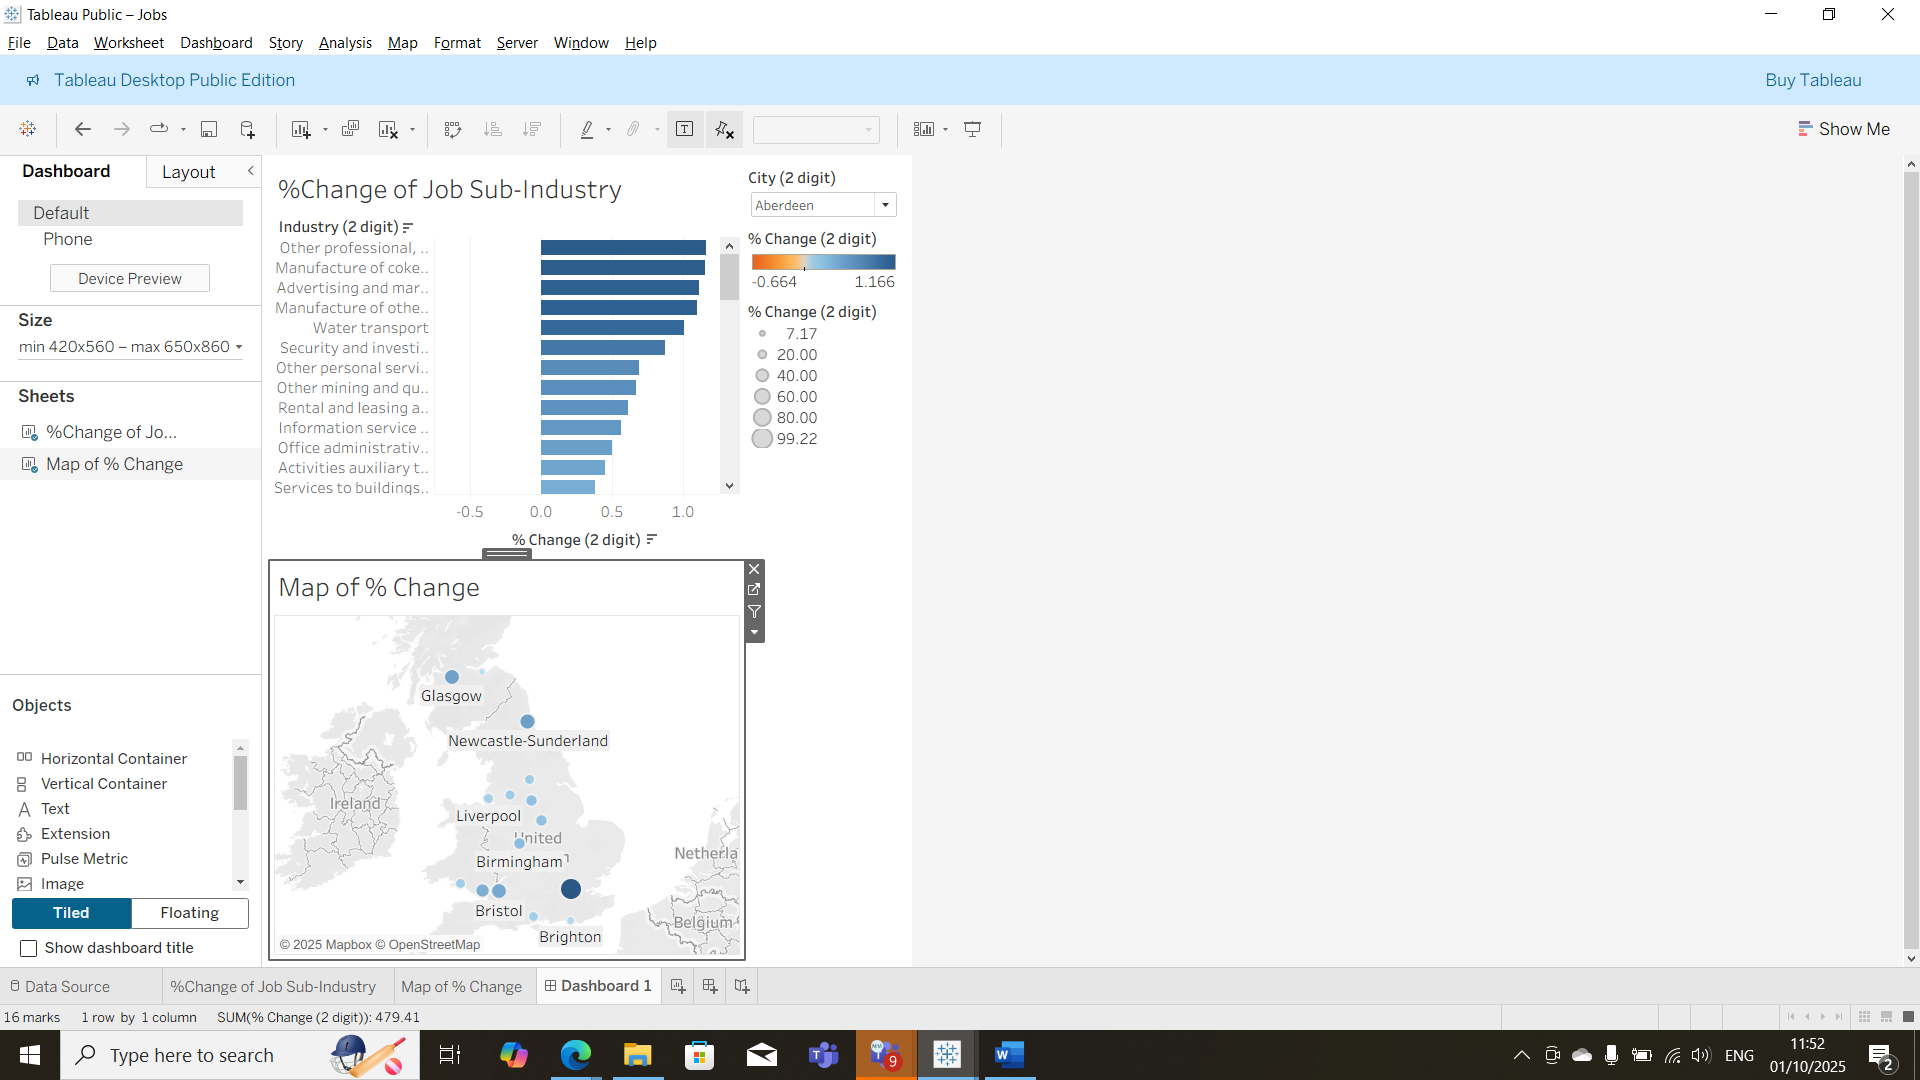 Tableau Public – Jobs
File Data Worksheet Dashboard Story Analysis Map Format Server Window Help
Tableau Desktop Public Edition
Buy Tableau
Show Me
Dashboard
Layout
Default
Phone
Device Preview
Size
min 420x560 – max 650x860
Sheets
%Change of Jo...
Map of % Change
Objects
Horizontal Container
Vertical Container
Text
Extension
Pulse Metric
Image
Tiled
Floating
Show dashboard title
%Change of Job Sub-Industry
Industry (2 digit)
Other professional, ..
Manufacture of coke..
Advertising and mar..
Manufacture of othe..
Water transport
Security and investi..
Other personal servi..
Other mining and qu..
Rental and leasing a..
Information service ..
Office administrativ..
Activities auxiliary t..
Services to buildings..
-0.5 0.0 0.5 1.0
% Change (2 digit)
City (2 digit)
Aberdeen
% Change (2 digit)
-0.664 1.166
% Change (2 digit)
7.17
20.00
40.00
60.00
80.00
99.22
Map of % Change
Glasgow
Newcastle-Sunderland
Ireland
Liverpool
United
Birmingham
Netherla
Bristol
Belgium
Brighton
© 2025 Mapbox © OpenStreetMap
Data Source
%Change of Job Sub-Industry
Map of % Change
Dashboard 1
16 marks 1 row by 1 column SUM(% Change (2 digit)): 479.41
Type here to search
9
ENG
11:52
01/10/2025
2